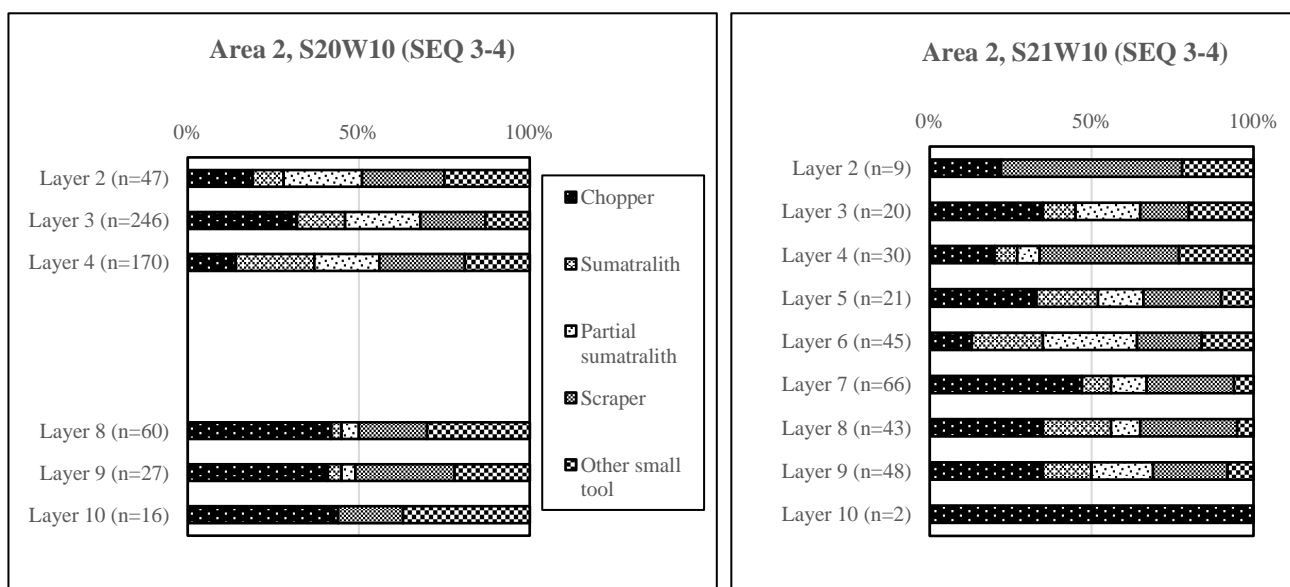 Area 2, S20W10 (SEQ 3-4)
0% 50% 100%
Layer 2 (n=47)
Layer 3 (n=246)
Layer 4 (n=170)
Layer 8 (n=60)
Layer 9 (n=27)
Layer 10 (n=16)
Chopper
Sumatralith
Partial
sumatralith
Scraper
Other small
tool
Area 2, S21W10 (SEQ 3-4)
0% 50% 100%
Layer 2 (n=9)
Layer 3 (n=20)
Layer 4 (n=30)
Layer 5 (n=21)
Layer 6 (n=45)
Layer 7 (n=66)
Layer 8 (n=43)
Layer 9 (n=48)
Layer 10 (n=2)